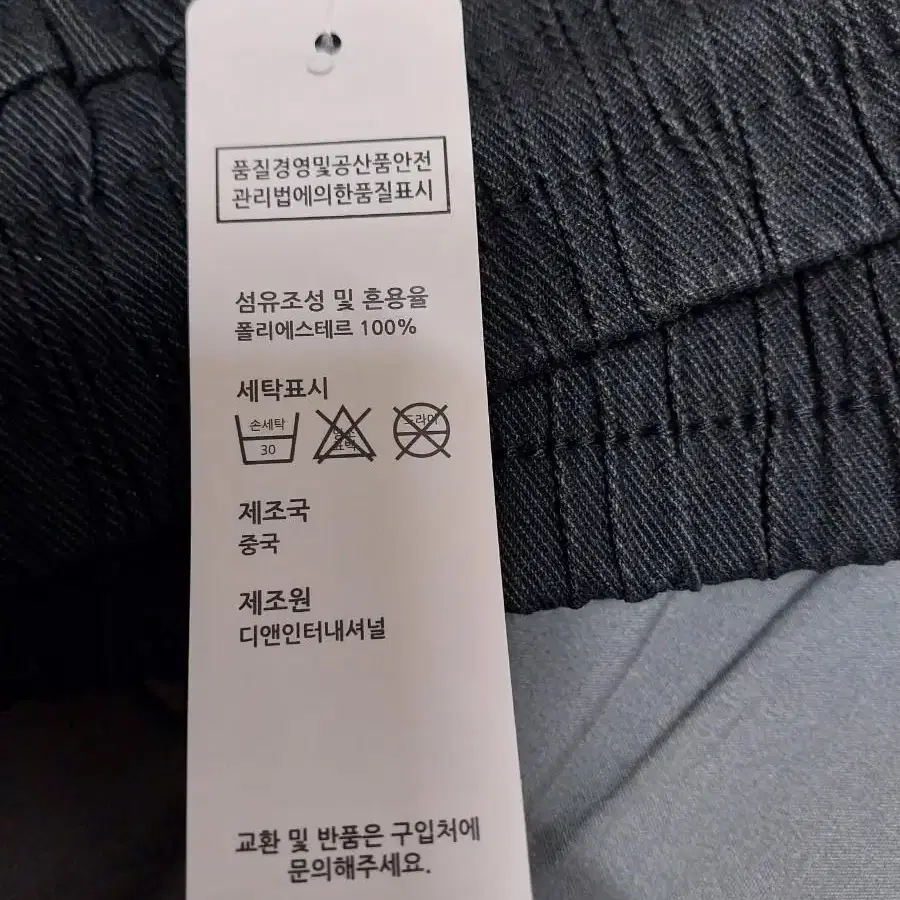 품질경영및공산품안전
관리법에의한품질표시
섬유조성 및 혼용율
폴리에스테르 100%
세탁표시
손세탁
30
드라이
제조국
중국
제조원
디앤인터내셔널
교환 및 반품은 구입처에
문의해주세요.